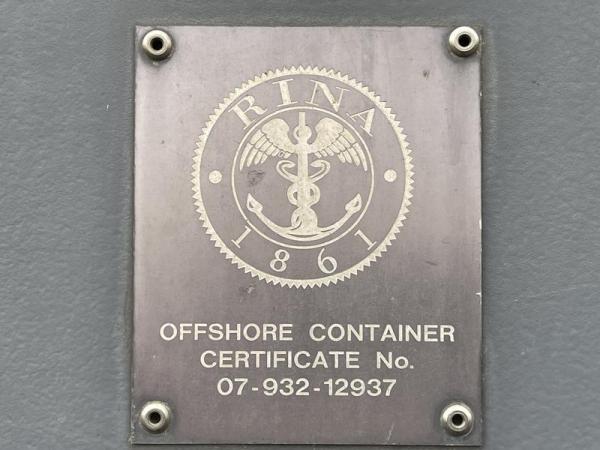 RINA
1861
OFFSHORE CONTAINER
CERTIFICATE No.
07-932-12937